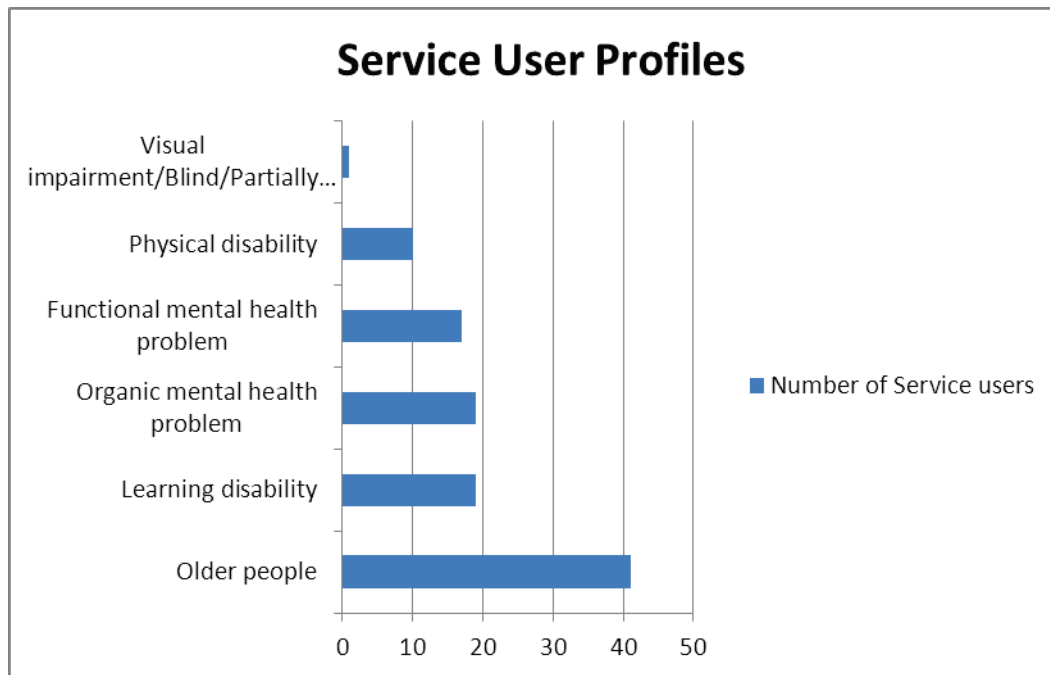 Service User Profiles
Visual
impairment/Blind/Partially...
Physical disability
Functional mental health
problem
Organic mental health
problem
Learning disability
Older people
0 10 20 30 40 50
Number of Service users